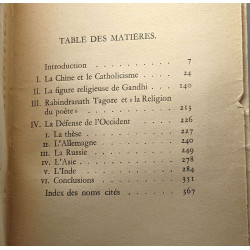 TABLE DES MATIÈRES.
Introduction 7
I. La Chine et le Catholicisme 24
II. La figure religieuse de Gandhi 140
III. Rabindranath Tagore et « la Religion
du poète » 213
IV. La Défense de l'Occident 226
I. La thèse 227
II. L'Allemagne 240
III. La Russie 249
IV. L'Asie 278
V. L'Inde 284
VI. Conclusions 331
Index des noms cités 367